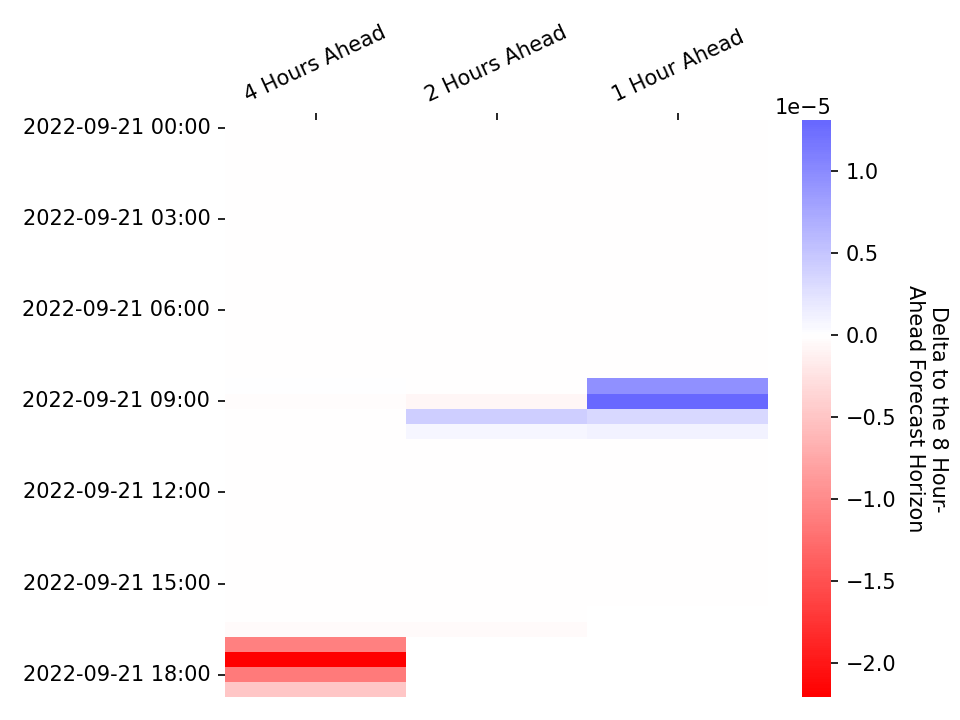 4 Hours Ahead
2 Hours Ahead
1 Hour Ahead
1e−5
2022-09-21 00:00
2022-09-21 03:00
2022-09-21 06:00
2022-09-21 09:00
2022-09-21 12:00
2022-09-21 15:00
2022-09-21 18:00
1.0
0.5
0.0
−0.5
−1.0
−1.5
−2.0
Delta to the 8 Hour-
Ahead Forecast Horizon